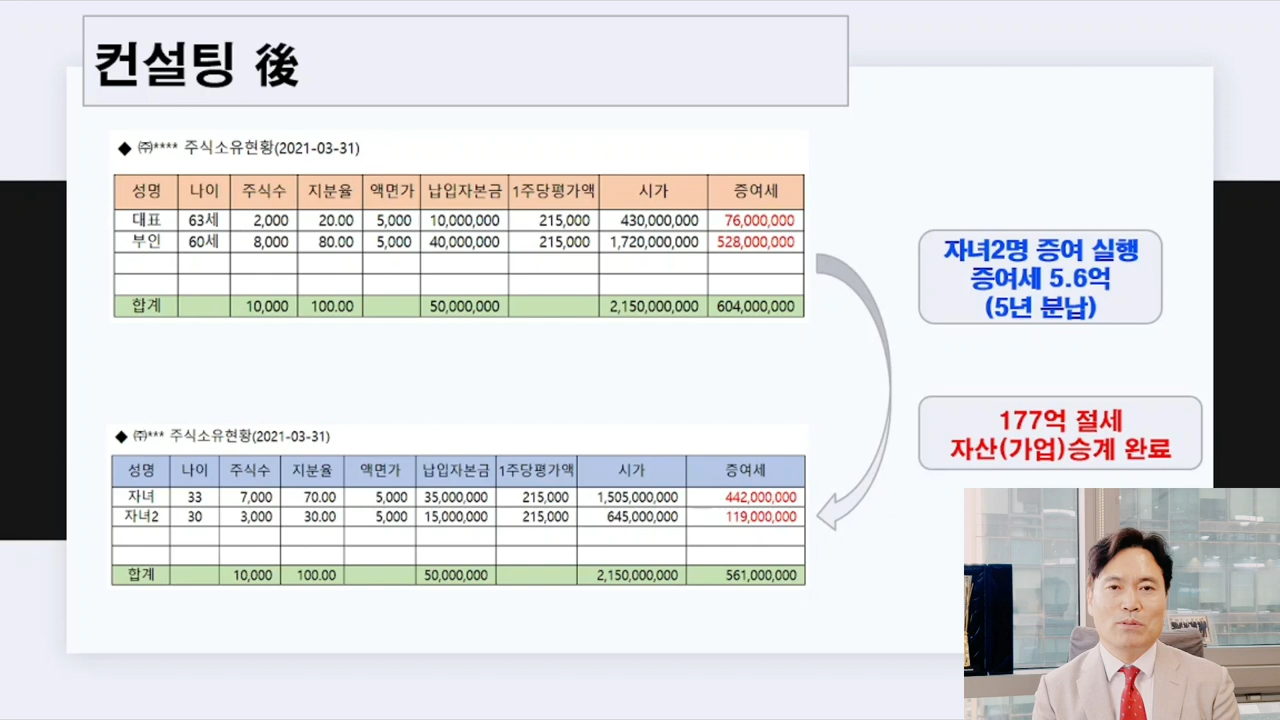 컨설팅 後
◆ ㈜**** 주식소유현황(2021-03-31)
성명 나이 주식수 지분율 액면가 납입자본금 1주당평가액 시가 증여세
대표 63세 2,000 20.00 5,000 10,000,000 215,000 430,000,000 76,000,000
부인 60세 8,000 80.00 5,000 40,000,000 215,000 1,720,000,000 528,000,000
합계 10,000 100.00 50,000,000 2,150,000,000 604,000,000
자녀2명 증여 실행
증여세 5.6억
(5년 분납)
177억 절세
자산(가업)승계 완료
◆ ㈜*** 주식소유현황(2021-03-31)
성명 나이 주식수 지분율 액면가 납입자본금 1주당평가액 시가 증여세
자녀 33 7,000 70.00 5,000 35,000,000 215,000 1,505,000,000 442,000,000
자녀2 30 3,000 30.00 5,000 15,000,000 215,000 645,000,000 119,000,000
합계 10,000 100.00 50,000,000 2,150,000,000 561,000,000